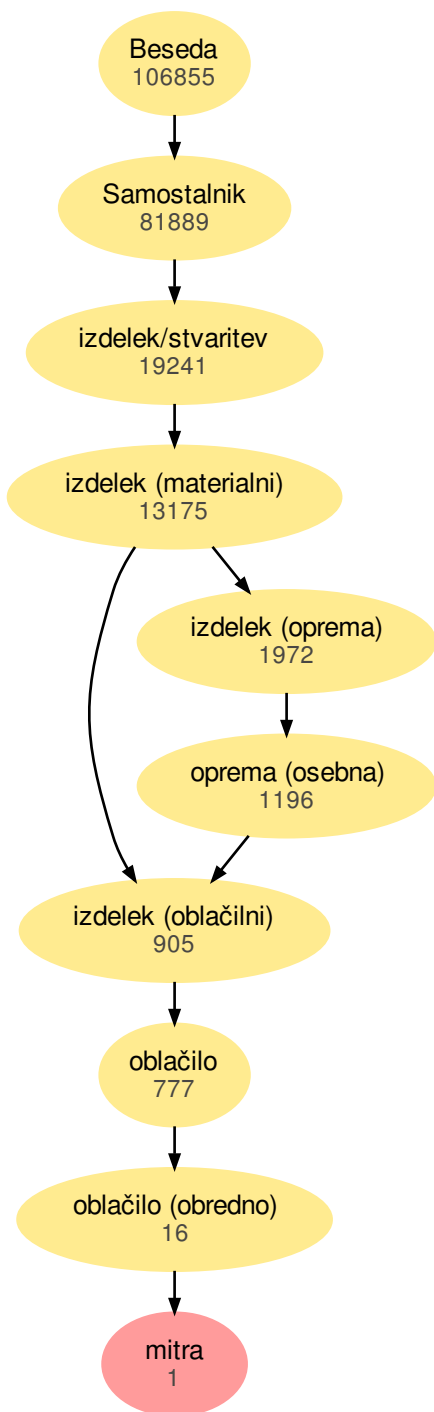 Beseda
106855
Samostalnik
81889
izdelek/stvaritev
19241
izdelek (materialni)
13175
izdelek (oprema)
1972
oprema (osebna)
1196
izdelek (oblačilni)
905
oblačilo
777
oblačilo (obredno)
16
mitra
1